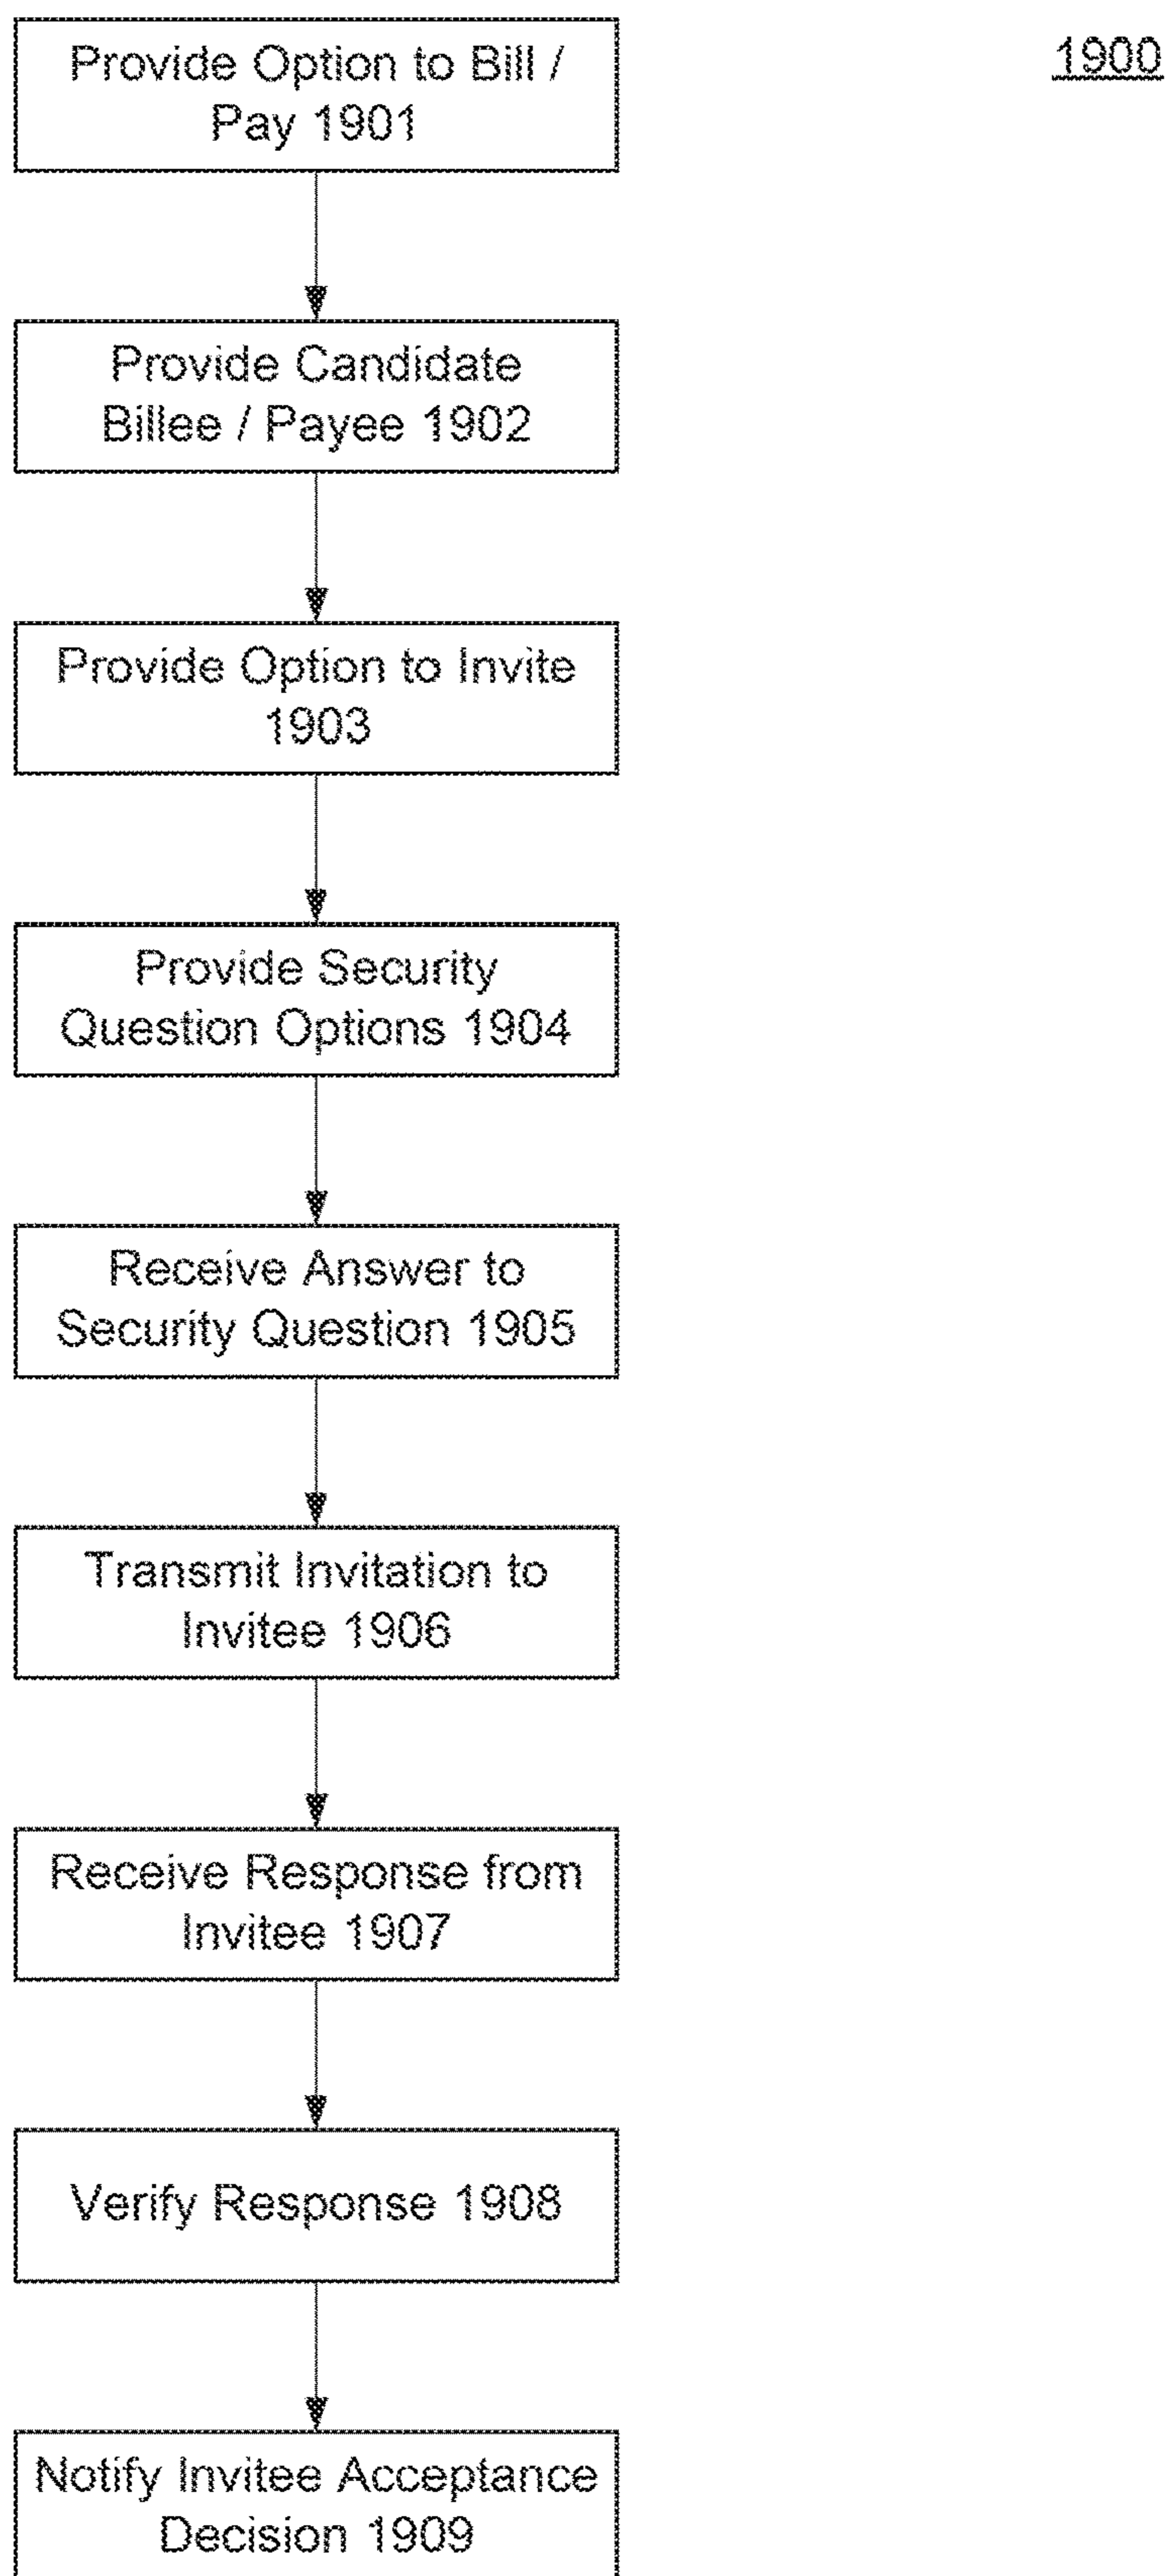 Provide Option to Bill /
Pay 1901
1900
Provide Candidate
Billee / Payee 1902
Provide Option to Invite
1903
Provide Security
Question Options 1904
Receive Answer to
Security Question 1905
Transmit Invitation to
Invitee 1906
Receive Response from
Invitee 1907
Verify Response 1908
Notify Invitee Acceptance
Decision 1909